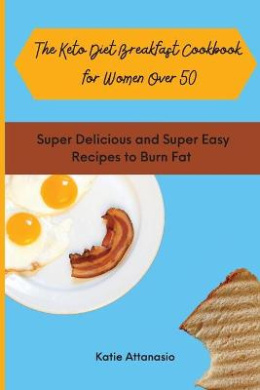 The Keto Diet Breakfast Cookbook
for Women Over 50
Super Delicious and Super Easy
Recipes to Burn Fat
Katie Attanasio